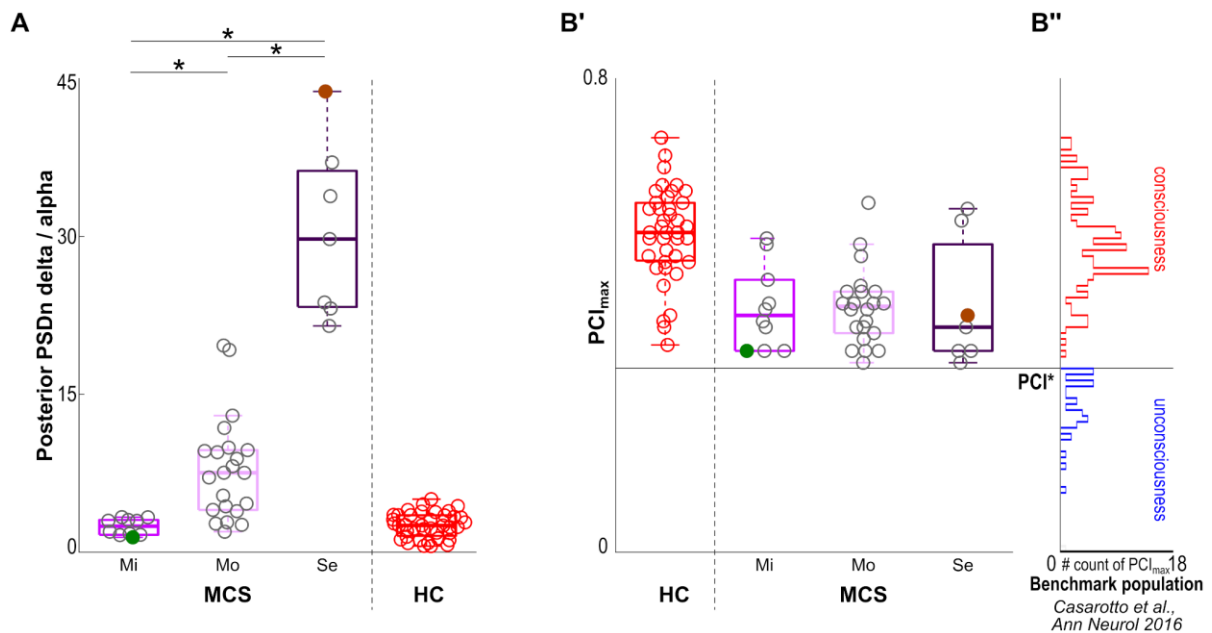 A
B'
B"
*
* *
45
30
15
0
Posterior PSDn delta / alpha
Mi Mo Se
MCS HC
0.8
0
PCImax
PCI*
Mi Mo Se
HC MCS
consciousness
unconsciousness
0 # count of PCImax 18
Benchmark population
Casarotto et al.,
Ann Neurol 2016